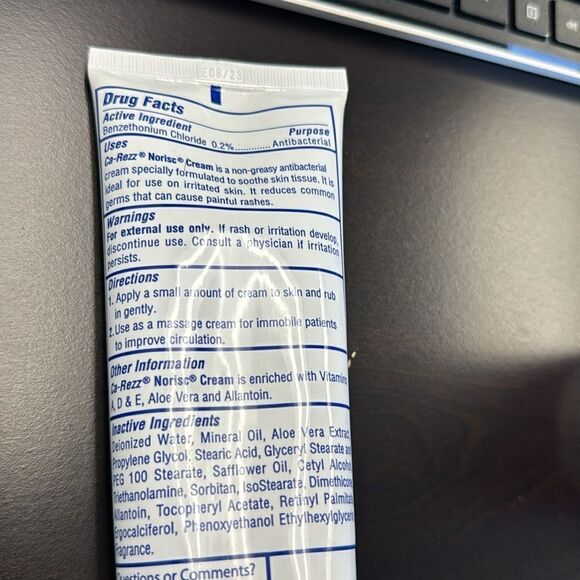 E08/23
Drug Facts
Active Ingredient Purpose
Benzethonium Chloride 0.2%............. Antibacterial
Uses
Ca-Rezz® Norisc® Cream is a non-greasy antibacterial
cream specially formulated to soothe skin tissue. It is
ideal for use on irritated skin. It reduces common
germs that can cause painful rashes.
Warnings
For external use only. If rash or irritation develop,
discontinue use. Consult a physician if irritation
persists.
Directions
1. Apply a small amount of cream to skin and rub
in gently.
2. Use as a massage cream for immobile patients
to improve circulation.
Other Information
Ca-Rezz® Norisc® Cream is enriched with Vitamins
A, D & E, Aloe Vera and Allantoin.
Inactive Ingredients
Deionized Water, Mineral Oil, Aloe Vera Extract,
Propylene Glycol, Stearic Acid, Glyceryl Stearate and
PEG 100 Stearate, Safflower Oil, Cetyl Alcohol,
Triethanolamine, Sorbitan, isoStearate, Dimethicone,
Allantoin, Tocopheryl Acetate, Retinyl Palmitate,
Ergocalciferol, Phenoxyethanol Ethylhexylglycerin,
Fragrance.
Questions or Comments?